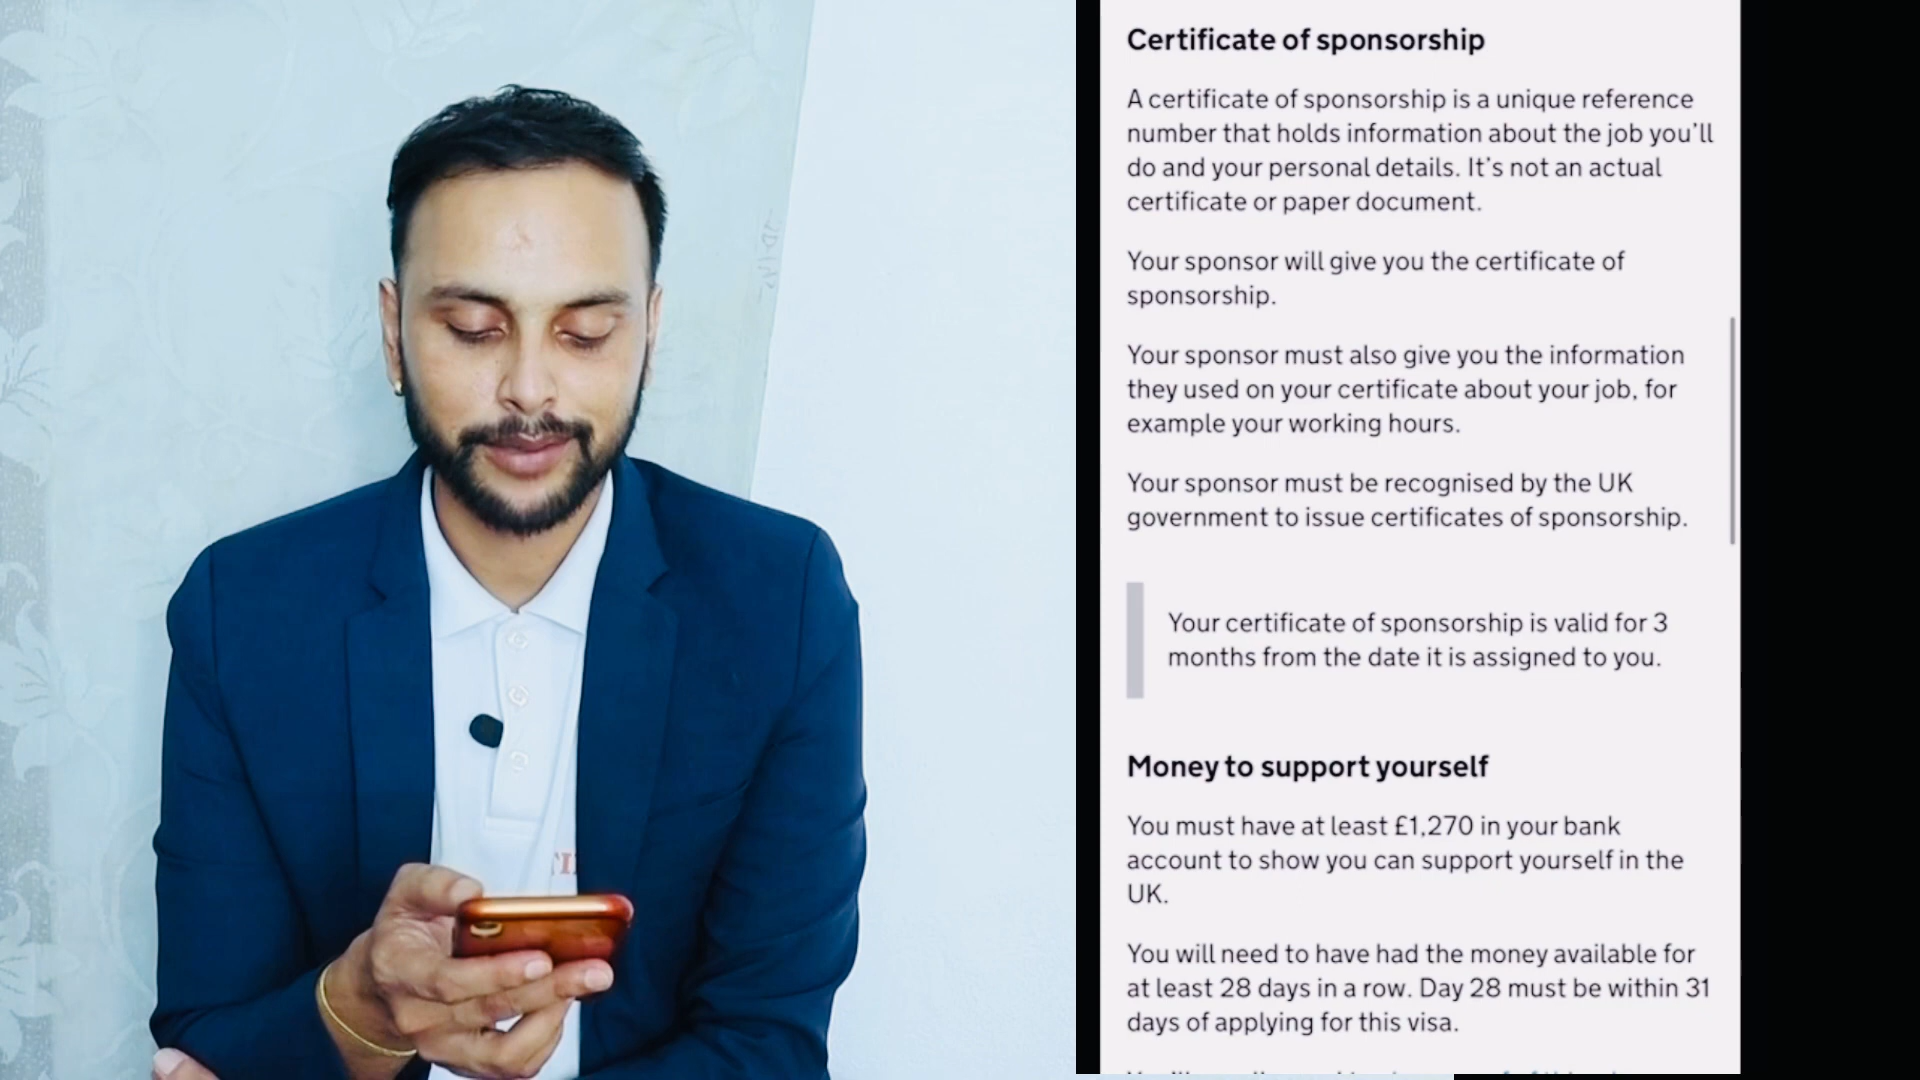 Certificate of sponsorship
A certificate of sponsorship is a unique reference
number that holds information about the job you'll
do and your personal details. It's not an actual
certificate or paper document.
Your sponsor will give you the certificate of
sponsorship.
Your sponsor must also give you the information
they used on your certificate about your job, for
example your working hours.
Your sponsor must be recognised by the UK
government to issue certificates of sponsorship.
Your certificate of sponsorship is valid for 3
months from the date it is assigned to you.
Money to support yourself
You must have at least £1,270 in your bank
account to show you can support yourself in the
UK.
You will need to have had the money available for
at least 28 days in a row. Day 28 must be within 31
days of applying for this visa.